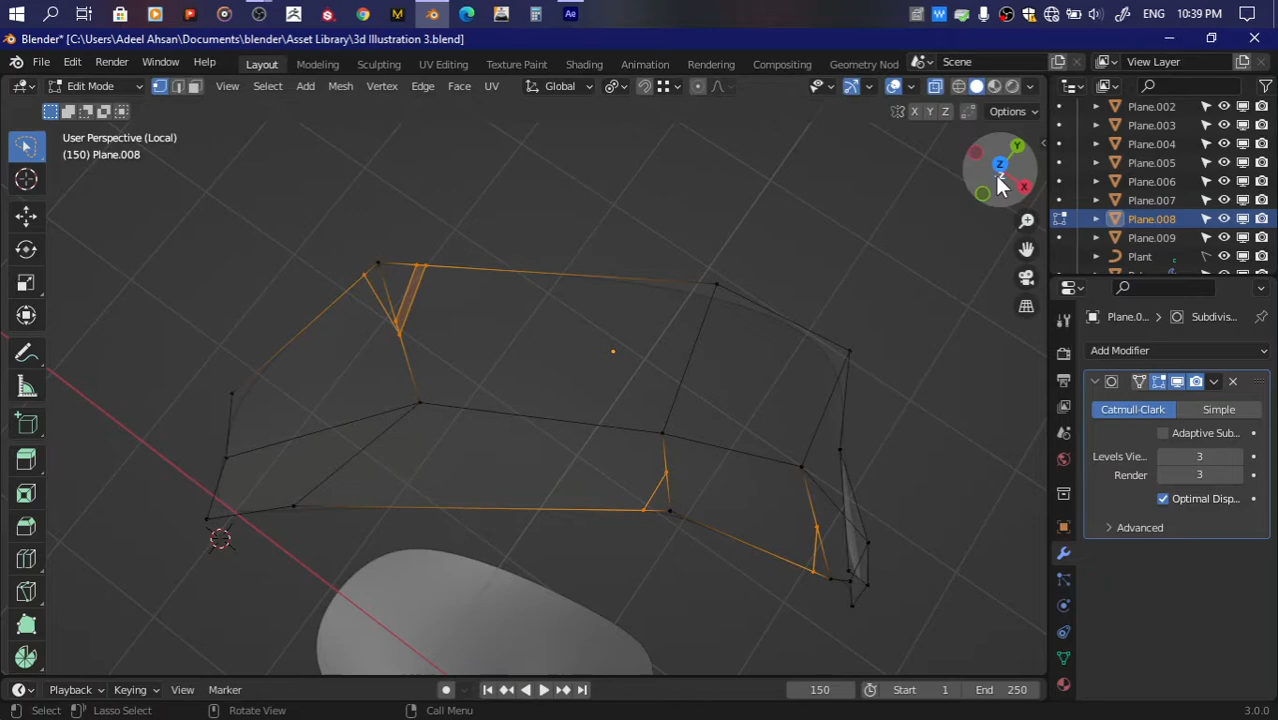 ENG 10:39 PM
Blender* [C:\Users\Adeel Ahsan\Documents\blender\Asset Library\3d Illustration 3.blend]
File Edit Render Window Help Layout Modeling Sculpting UV Editing Texture Paint Shading Animation Rendering Compositing Geometry Nod Scene View Layer
Edit Mode View Select Add Mesh Vertex Edge Face UV Global
X Y Z Options
User Perspective (Local)
(150) Plane.008
Plane.002
Plane.003
Plane.004
Plane.005
Plane.006
Plane.007
Plane.008
Plane.009
Plant
Y
Z
X
Plane.0... Subdivis...
Add Modifier
Catmull-Clark Simple
Adaptive Sub...
Levels Vie... 3
Render 3
Optimal Disp...
Advanced
Playback Keying View Marker 150 Start 1 End 250
Select Lasso Select Rotate View Call Menu 3.0.0